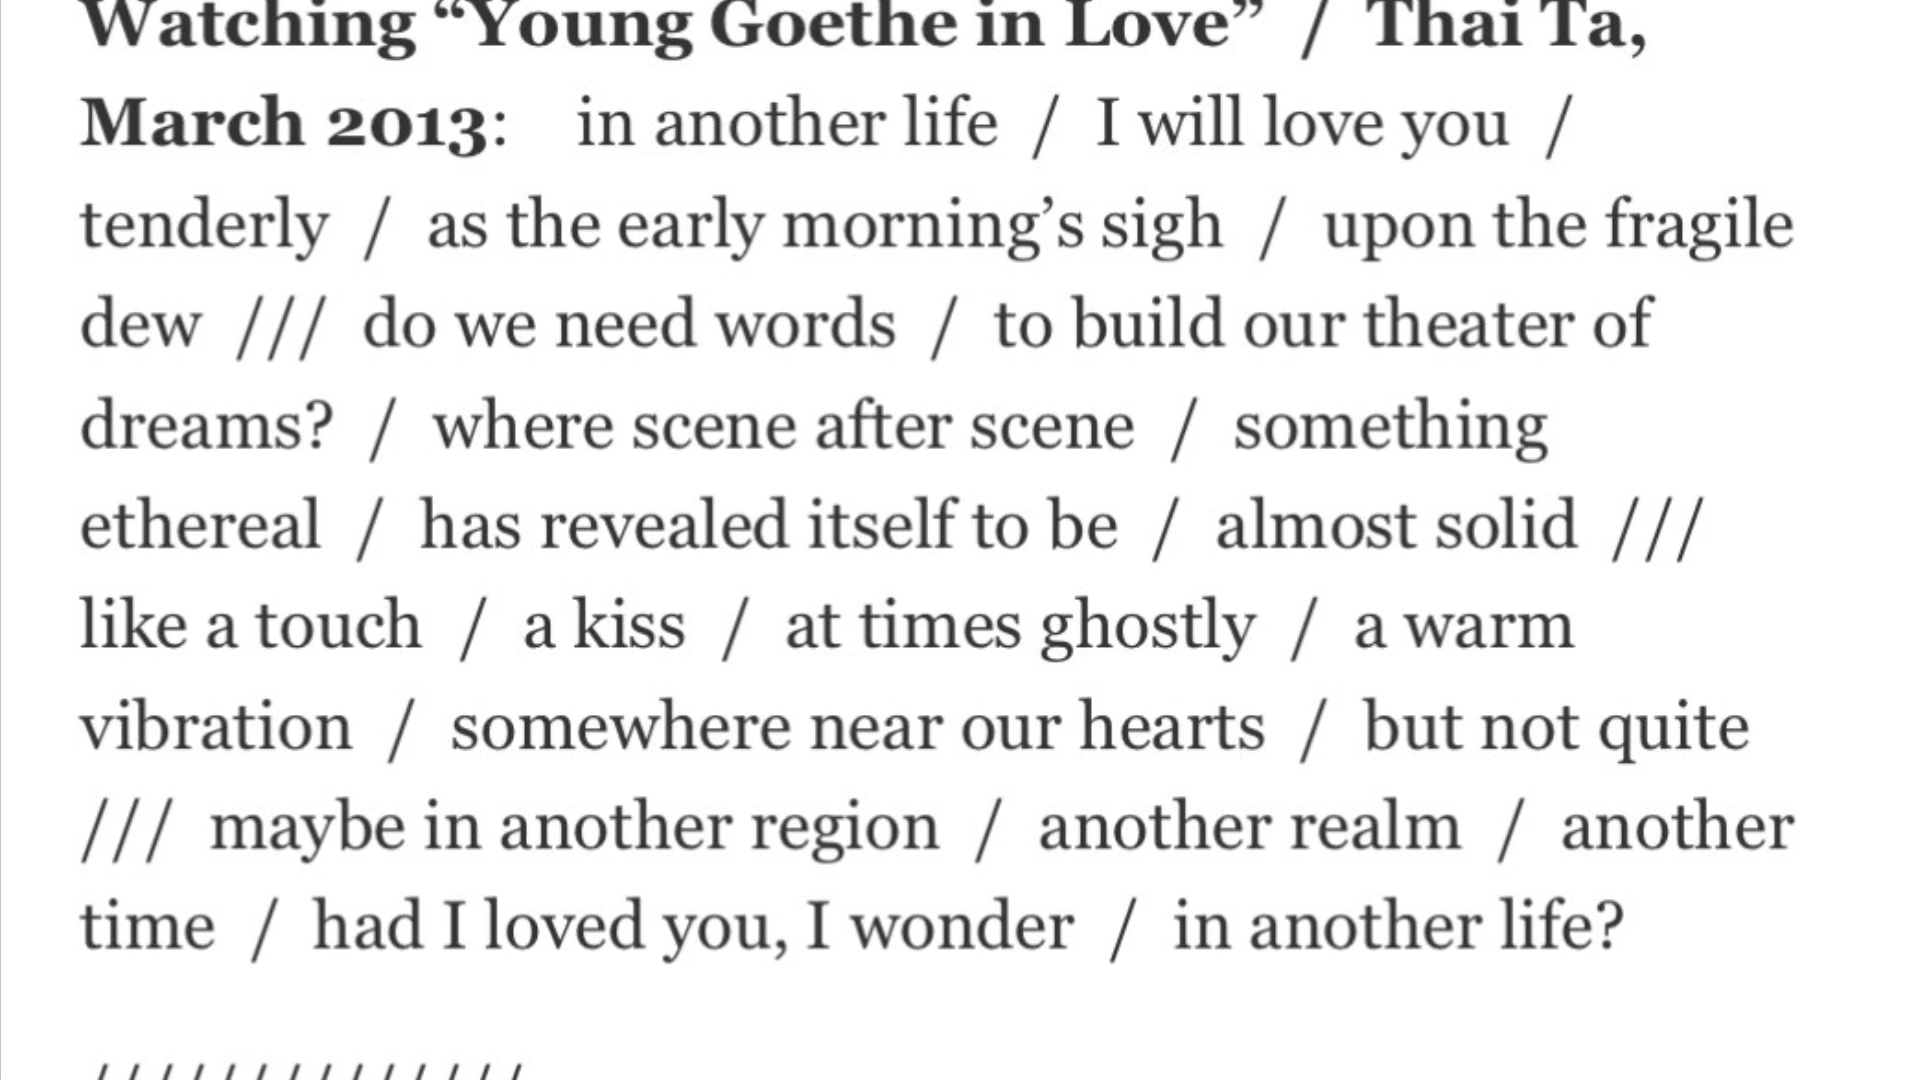 Watching “Young Goethe in Love” / Thai Ta,
March 2013: in another life / I will love you /
tenderly / as the early morning’s sigh / upon the fragile
dew /// do we need words / to build our theater of
dreams? / where scene after scene / something
ethereal / has revealed itself to be / almost solid ///
like a touch / a kiss / at times ghostly / a warm
vibration / somewhere near our hearts / but not quite
/// maybe in another region / another realm / another
time / had I loved you, I wonder / in another life?
//////////////